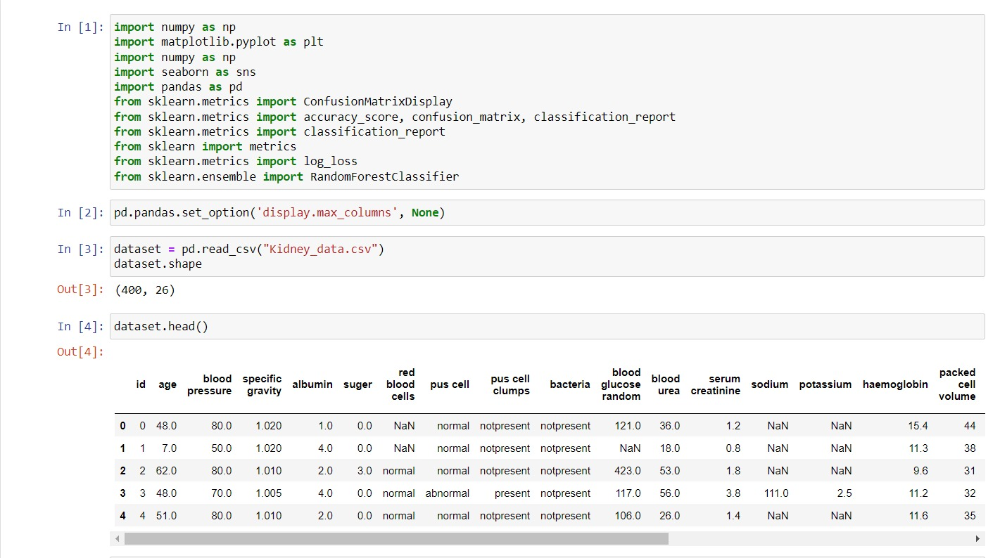 In [1]: import numpy as np
import matplotlib.pyplot as plt
import numpy as np
import seaborn as sns
import pandas as pd
from sklearn.metrics import ConfusionMatrixDisplay
from sklearn.metrics import accuracy_score, confusion_matrix, classification_report
from sklearn.metrics import classification_report
from sklearn import metrics
from sklearn.metrics import log_loss
from sklearn.ensemble import RandomForestClassifier
In [2]: pd.pandas.set_option('display.max_columns', None)
In [3]: dataset = pd.read_csv("Kidney_data.csv")
dataset.shape
Out[3]: (400, 26)
In [4]: dataset.head()
Out[4]:
id age blood pressure specific gravity albumin suger red blood cells pus cell pus cell clumps bacteria blood glucose random blood urea serum creatinine sodium potassium haemoglobin packed cell volume
0 0 48.0 80.0 1.020 1.0 0.0 NaN normal notpresent notpresent 121.0 36.0 1.2 NaN NaN 15.4 44
1 1 7.0 50.0 1.020 4.0 0.0 NaN normal notpresent notpresent NaN 18.0 0.8 NaN NaN 11.3 38
2 2 62.0 80.0 1.010 2.0 3.0 normal normal notpresent notpresent 423.0 53.0 1.8 NaN NaN 9.6 31
3 3 48.0 70.0 1.005 4.0 0.0 normal abnormal present notpresent 117.0 56.0 3.8 111.0 2.5 11.2 32
4 4 51.0 80.0 1.010 2.0 0.0 normal normal notpresent notpresent 106.0 26.0 1.4 NaN NaN 11.6 35